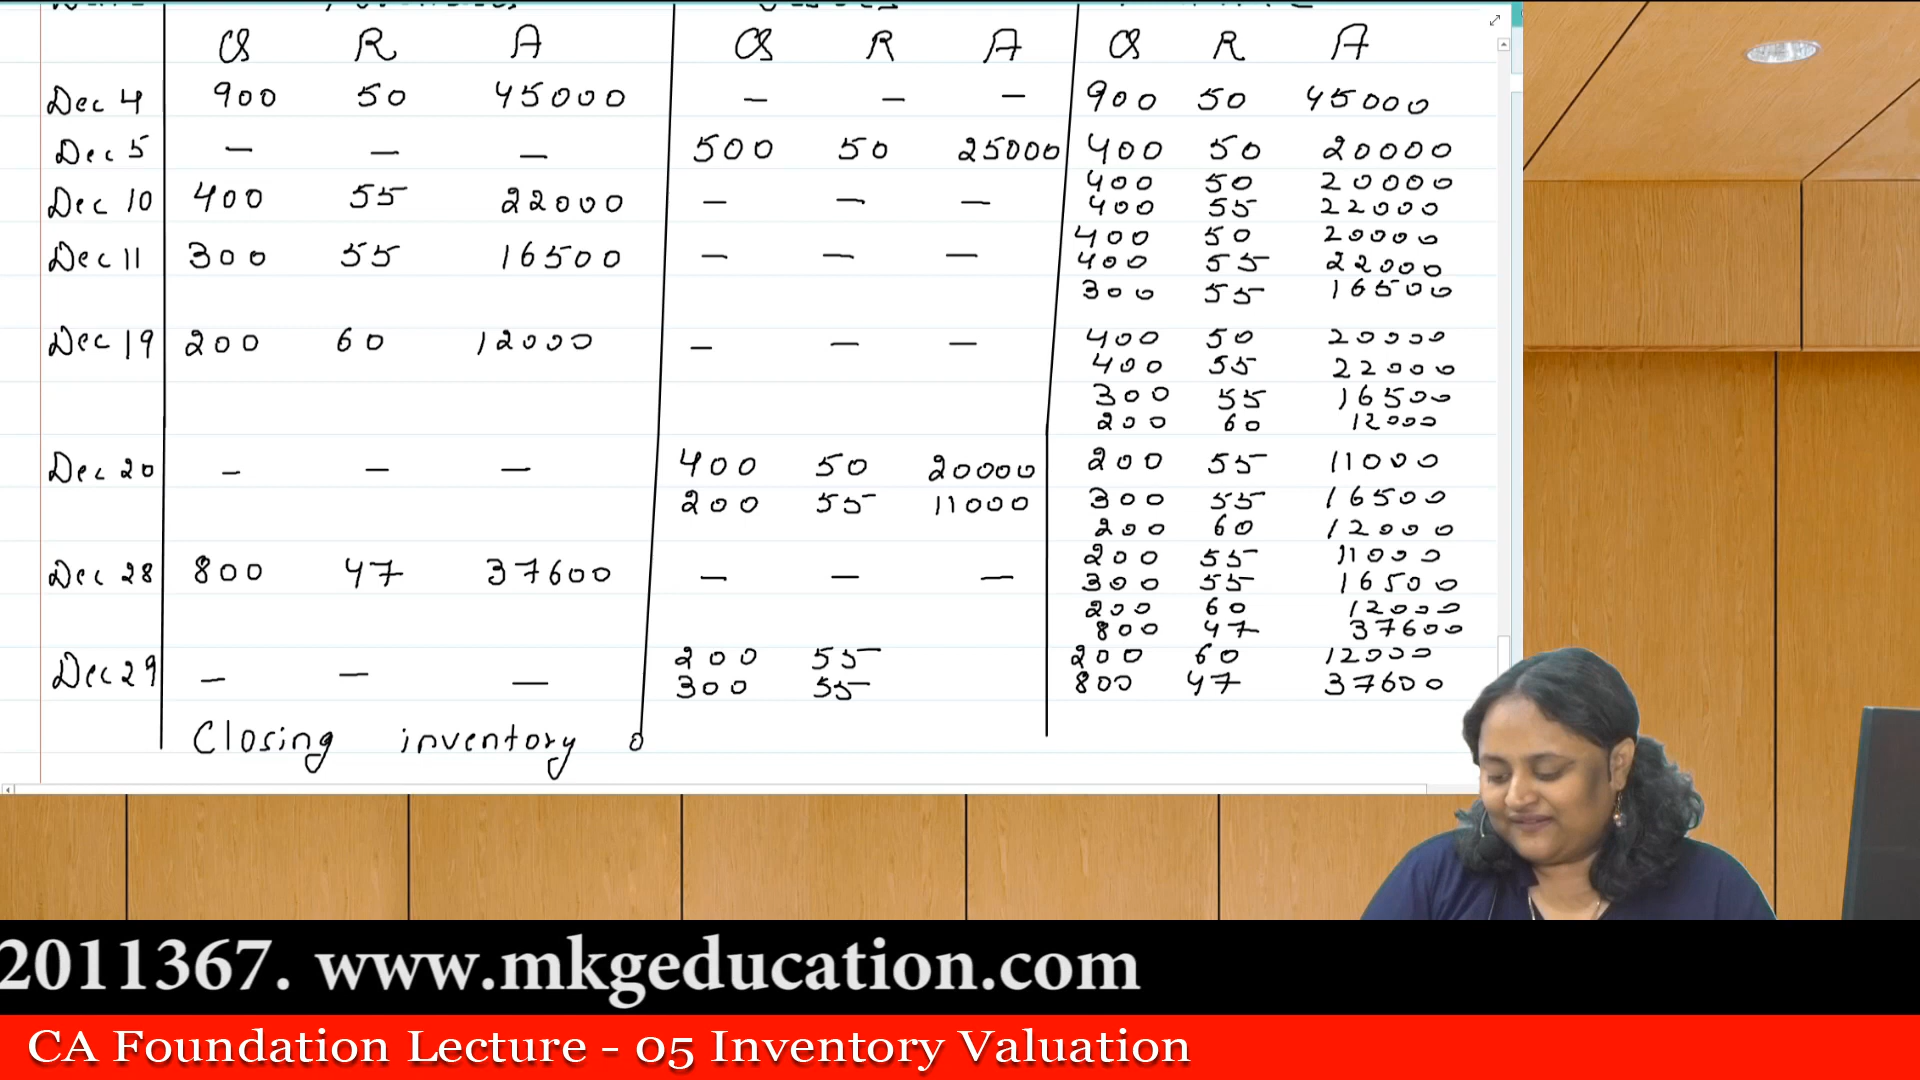 Qs R A Qs R A Qs R A
Dec 4 900 50 45000 — — — 900 50 45000
Dec 5 — — — 500 50 25000 400 50 20000
400 50 20000
Dec 10 400 55 22000 — — — 400 55 22000
400 50 20000
Dec 11 300 55 16500 — — — 400 55 22000
300 55 16500
Dec 19 200 60 12000 — — — 400 50 20000
400 55 22000
300 55 16500
200 60 12000
Dec 20 — — — 400 50 20000 200 55 11000
200 55 11000 300 55 16500
200 60 12000
200 55 11000
Dec 28 800 47 37600 — — — 300 55 16500
200 60 12000
800 47 37600
Dec 29 — — — 200 55 200 60 12000
300 55 800 47 37600
Closing inventory o
2011367. www.mkgeducation.com
CA Foundation Lecture - 05 Inventory Valuation